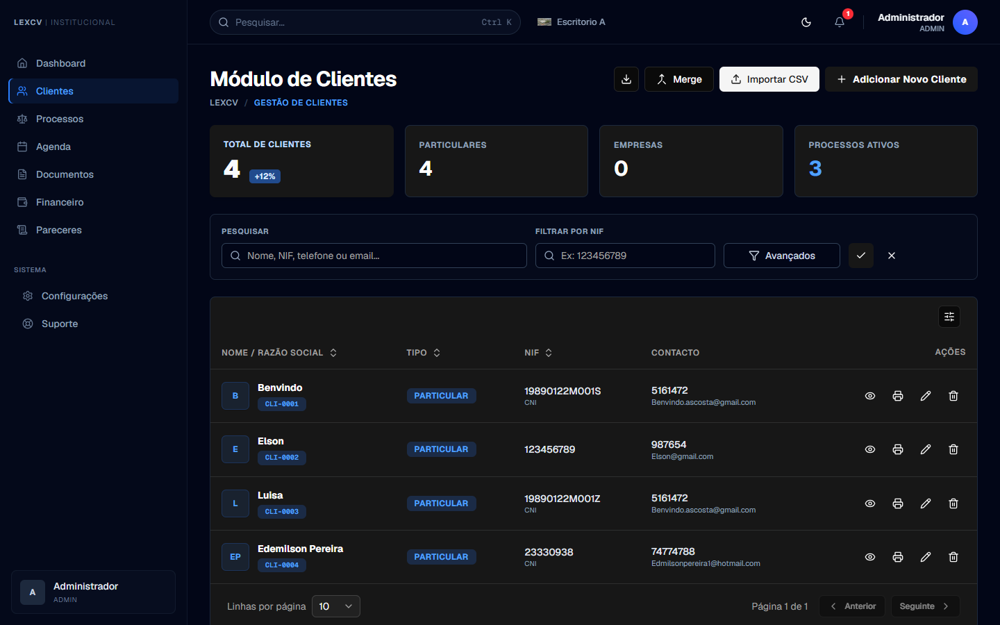 LEXCV | INSTITUCIONAL
Pesquisar...
Ctrl K
Escritorio A
1
Administrador
ADMIN
A
Dashboard
Clientes
Processos
Agenda
Documentos
Financeiro
Pareceres
SISTEMA
Configurações
Suporte
A
Administrador
ADMIN
Módulo de Clientes
LEXCV / GESTÃO DE CLIENTES
Merge
Importar CSV
Adicionar Novo Cliente
TOTAL DE CLIENTES
4
+12%
PARTICULARES
4
EMPRESAS
0
PROCESSOS ATIVOS
3
PESQUISAR
Nome, NIF, telefone ou email...
FILTRAR POR NIF
Ex: 123456789
Avançados
NOME / RAZÃO SOCIAL
TIPO
NIF
CONTACTO
AÇÕES
B
Benvindo
CLI-0001
PARTICULAR
19890122M001S
CNI
5161472
Benvindo.ascosta@gmail.com
E
Elson
CLI-0002
PARTICULAR
123456789
987654
Elson@gmail.com
L
Luisa
CLI-0003
PARTICULAR
19890122M001Z
CNI
5161472
Benvindo.ascosta@gmail.com
EP
Edemilson Pereira
CLI-0004
PARTICULAR
23330938
CNI
74774788
Edmilsonpereira1@hotmail.com
Linhas por página
10
Página 1 de 1
Anterior
Seguinte